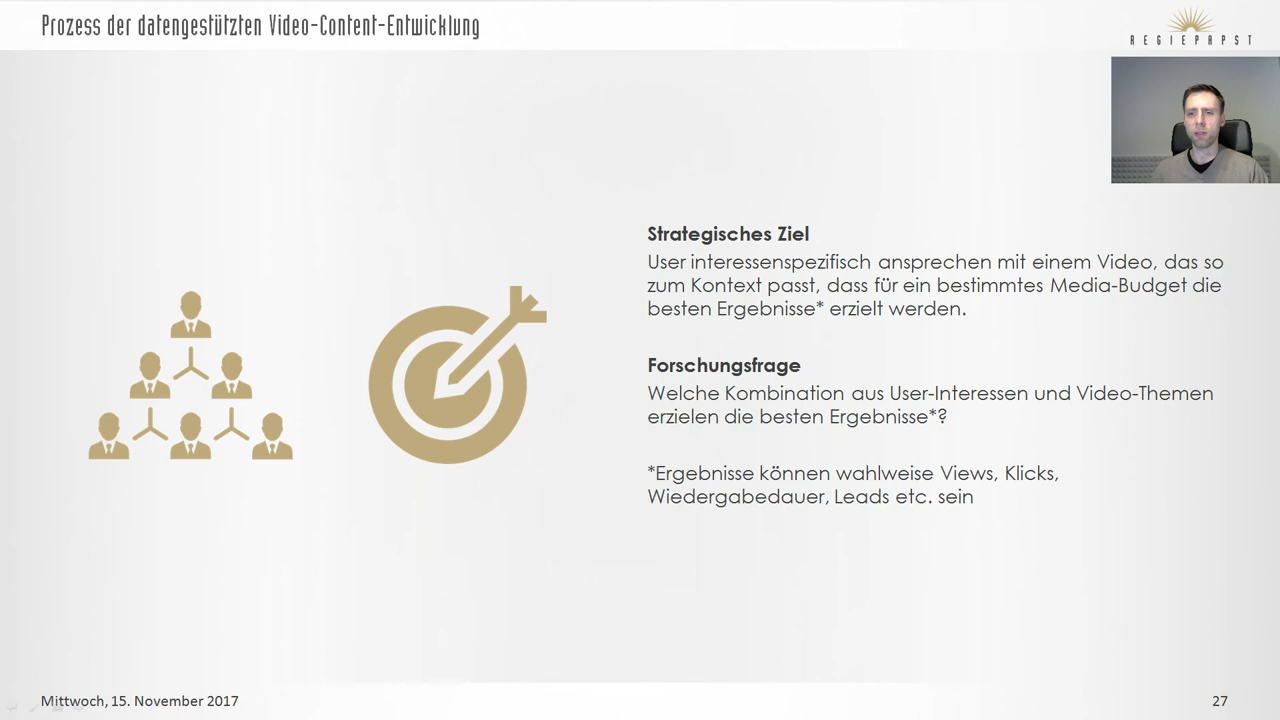 Prozess der datengestützten Video-Content-Entwicklung
REGIEPAPST
Strategisches Ziel
User interessenspezifisch ansprechen mit einem Video, das so
zum Kontext passt, dass für ein bestimmtes Media-Budget die
besten Ergebnisse* erzielt werden.
Forschungsfrage
Welche Kombination aus User-Interessen und Video-Themen
erzielen die besten Ergebnisse*?
*Ergebnisse können wahlweise Views, Klicks,
Wiedergabedauer, Leads etc. sein
Mittwoch, 15. November 2017
27